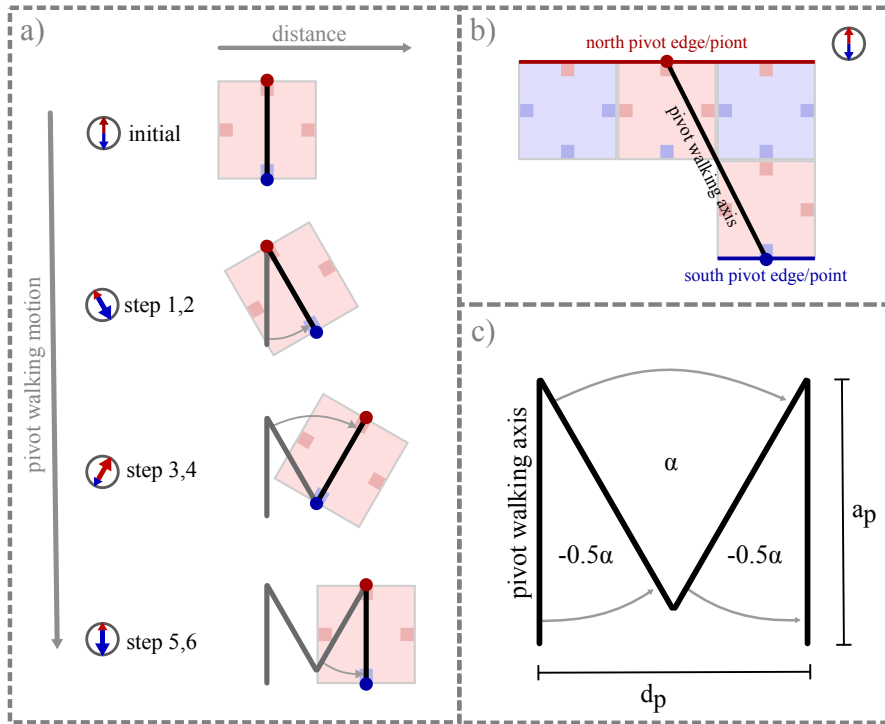 a)
distance
pivot walking motion
initial
step 1,2
step 3,4
step 5,6
b)
north pivot edge/piont
pivot walking axis
south pivot edge/point
c)
pivot walking axis
α
-0.5α
-0.5α
aₚ
dₚ